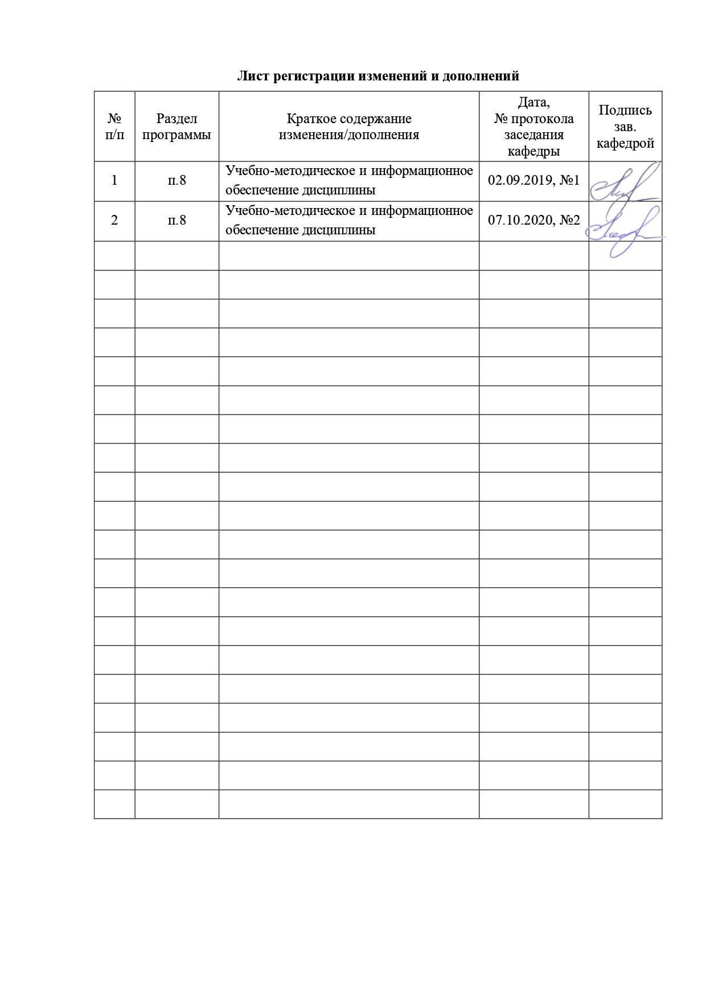 Лист регистрации изменений и дополнений
№
п/п
Раздел
программы
Краткое содержание
изменения/дополнения
Дата,
№ протокола
заседания
кафедры
Подпись
зав.
кафедрой
1
п.8
Учебно-методическое и информационное
обеспечение дисциплины
02.09.2019, №1
2
п.8
Учебно-методическое и информационное
обеспечение дисциплины
07.10.2020, №2